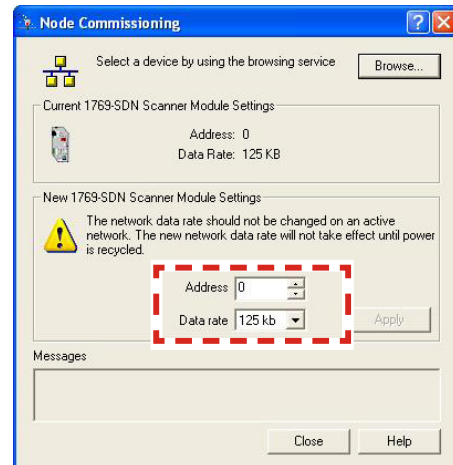 Node Commissioning
Select a device by using the browsing service
Browse...
Current 1769-SDN Scanner Module Settings
Address: 0
Data Rate: 125 KB
New 1769-SDN Scanner Module Settings
The network data rate should not be changed on an active
network. The new network data rate will not take effect until power
is recycled.
Address 0
Data rate 125 kb
Apply
Messages
Close Help